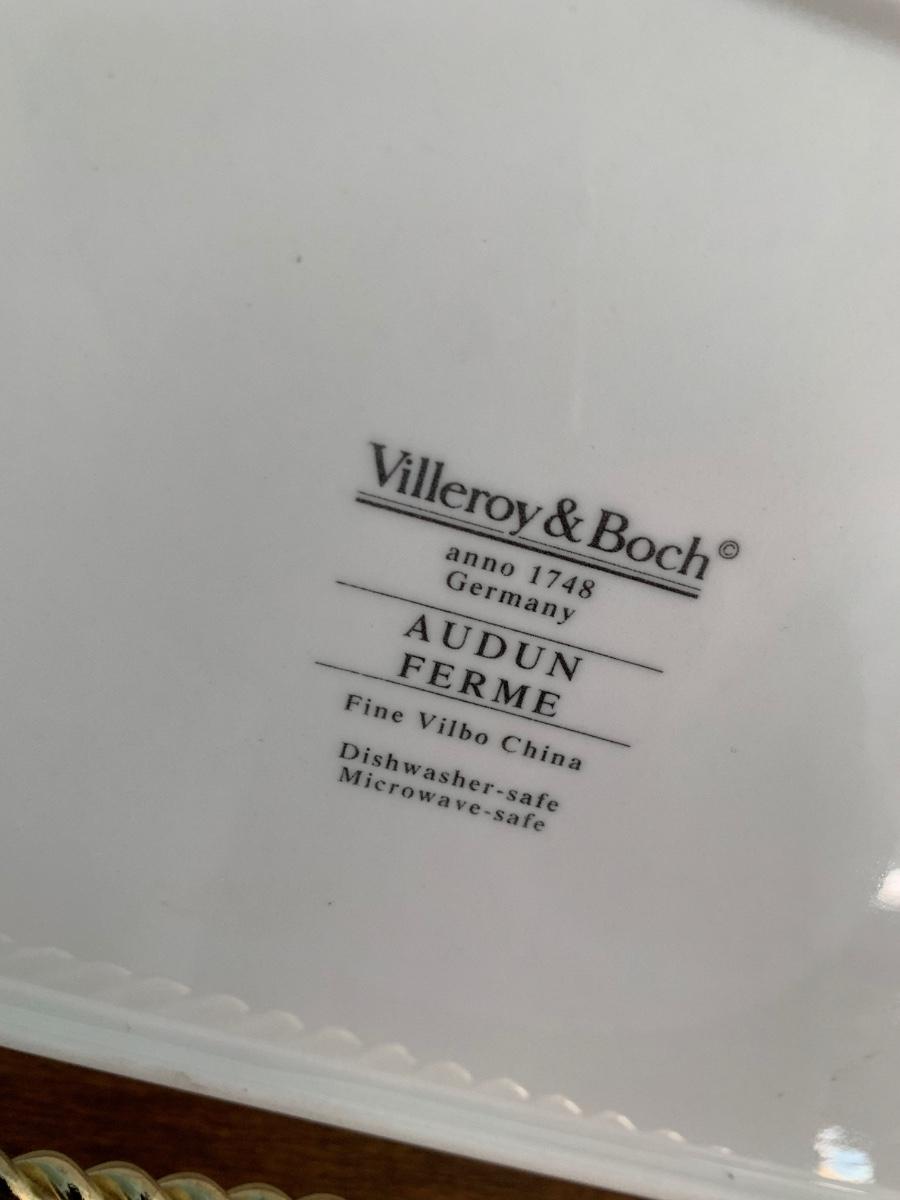 Villeroy & Boch ©
anno 1748
Germany
AUDUN
FERME
Fine Vilbo China
Dishwasher-safe
Microwave-safe